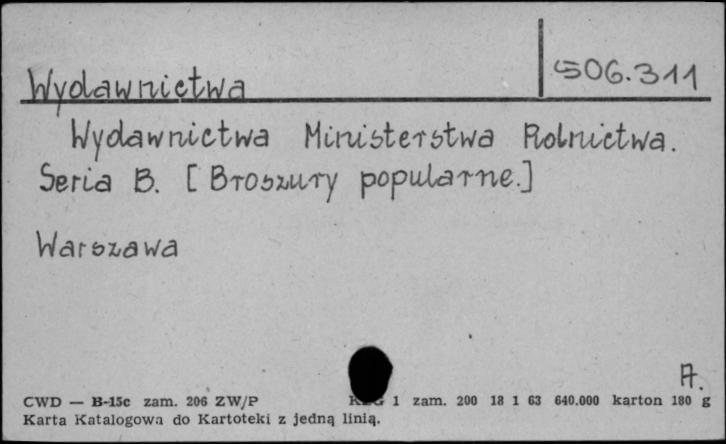 506.311
Wydawnictwa
Wydawnictwa Ministerstwa Rolnictwa.
Seria B. [Broszury popularne.]
Warszawa
A.
CWD — B-15c zam. 206 ZW/P 1 zam. 200 18 1 63 640.000 karton 180 g
Karta Katalogowa do Kartoteki z jedną linią.